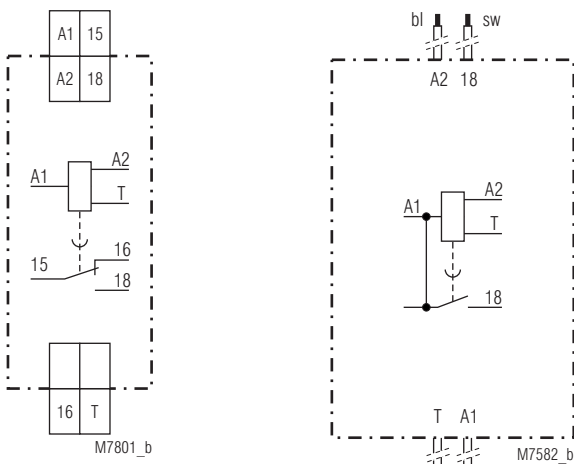 A1 15
A2 18
A1 A2
T
15 16
18
16 T
M7801_b
bl sw
A2 18
A1 A2
T
18
T A1
M7582_b